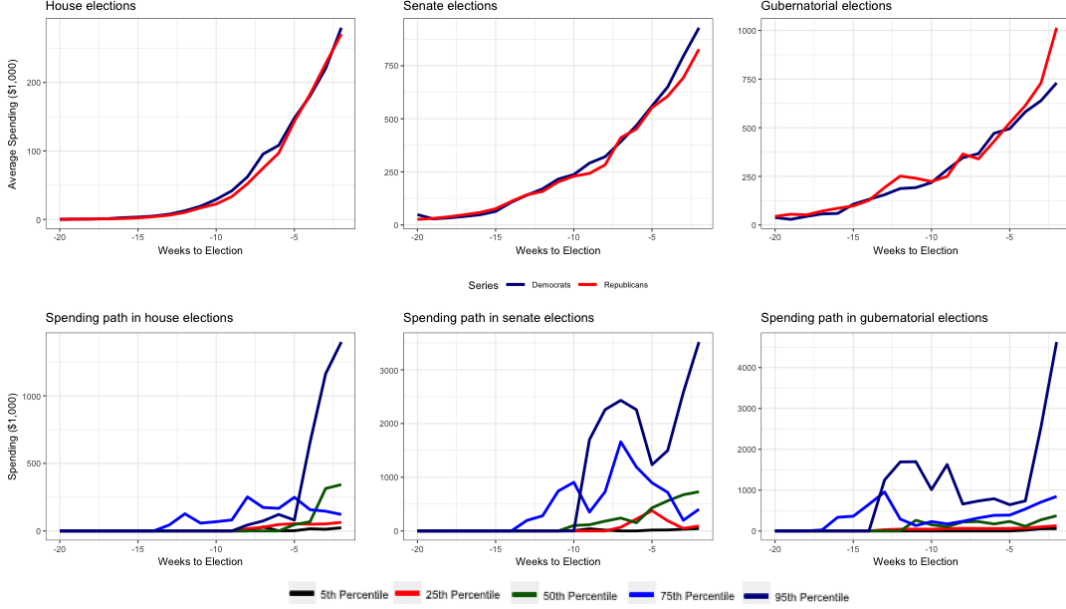 House elections
Senate elections
Gubernatorial elections
Average Spending ($1,000)
200
100
0
750
500
250
0
1000
750
500
250
0
-20 -15 -10 -5
-20 -15 -10 -5
-20 -15 -10 -5
Weeks to Election
Weeks to Election
Weeks to Election
Series Democrats Republicans
Spending path in house elections
Spending path in senate elections
Spending path in gubernatorial elections
Spending ($1,000)
1000
500
0
3000
2000
1000
0
4000
3000
2000
1000
0
-20 -15 -10 -5
-20 -15 -10 -5
-20 -15 -10 -5
Weeks to Election
Weeks to Election
Weeks to Election
5th Percentile 25th Percentile 50th Percentile 75th Percentile 95th Percentile